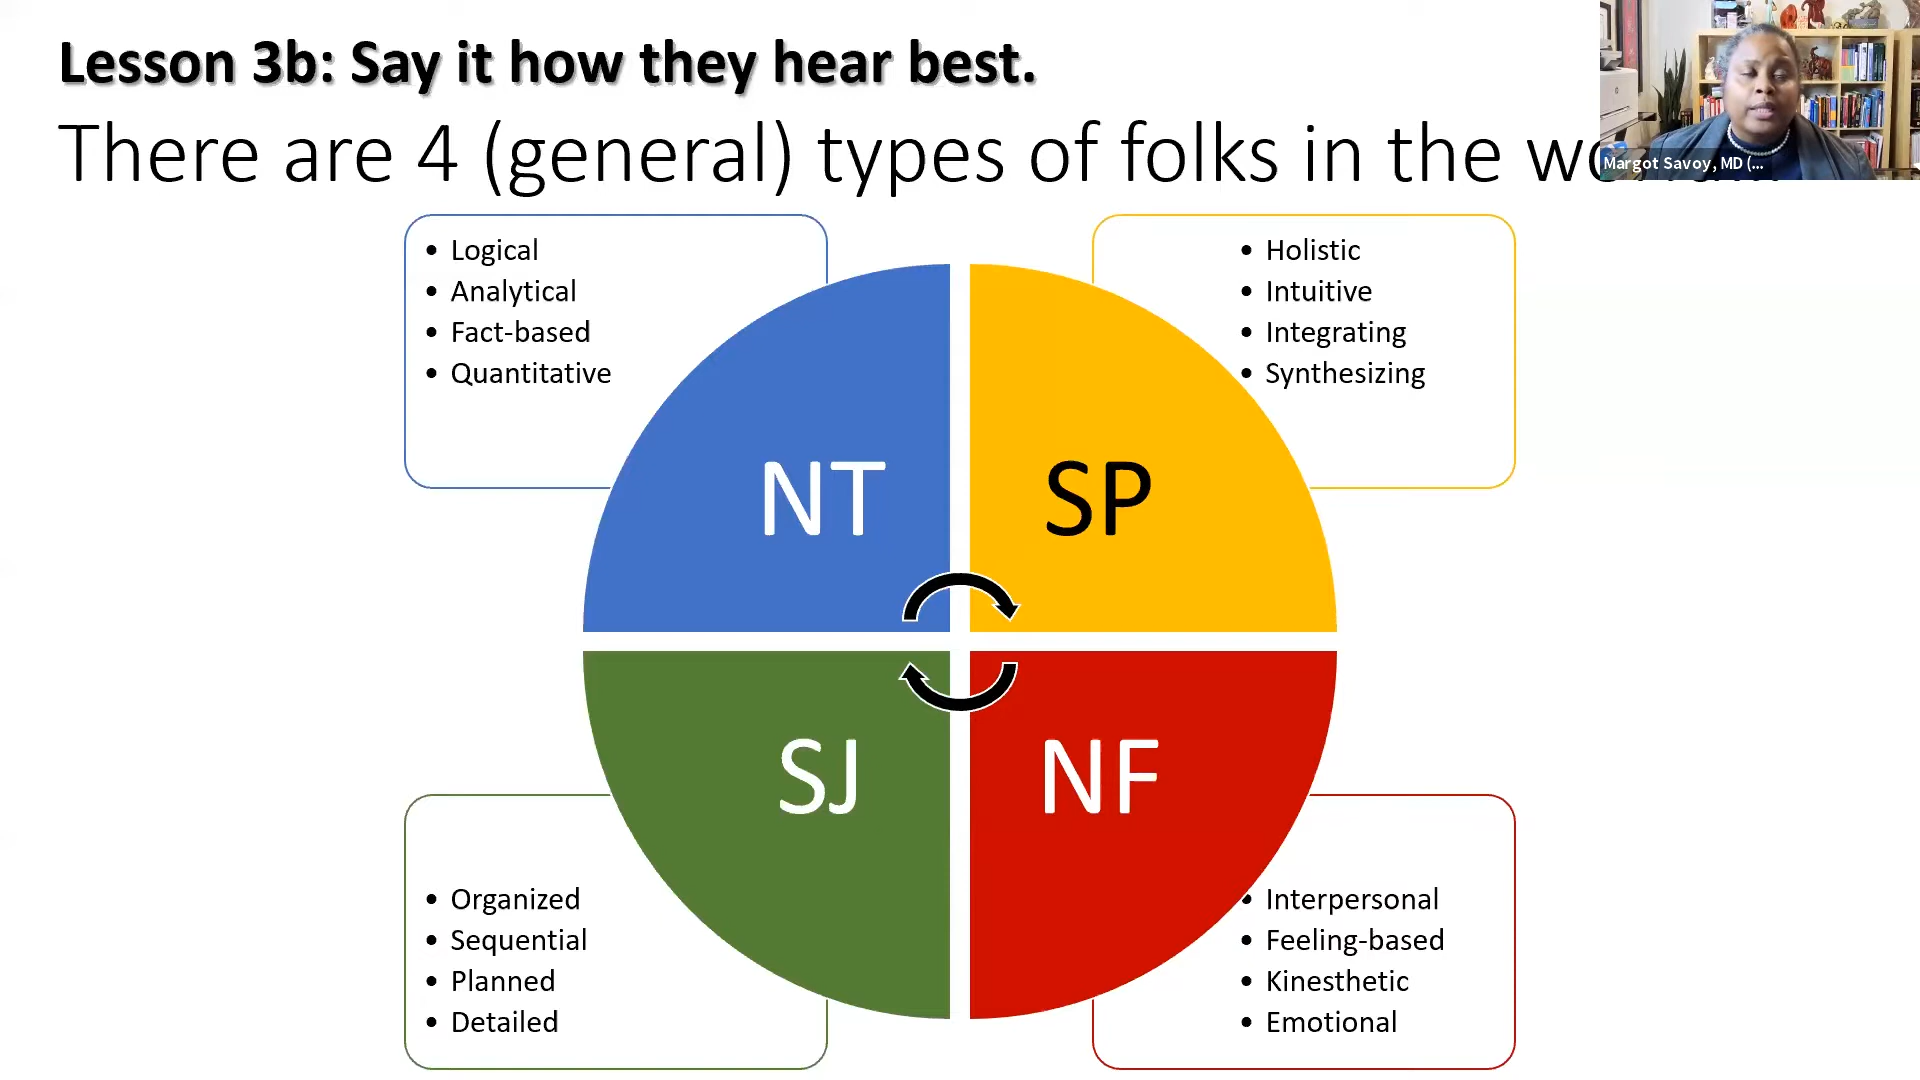 Lesson 3b: Say it how they hear best.
There are 4 (general) types of folks in the
Margot Savoy, MD (...
• Logical
• Analytical
• Fact-based
• Quantitative
• Holistic
• Intuitive
• Integrating
• Synthesizing
NT
SP
SJ
NF
• Organized
• Sequential
• Planned
• Detailed
• Interpersonal
• Feeling-based
• Kinesthetic
• Emotional